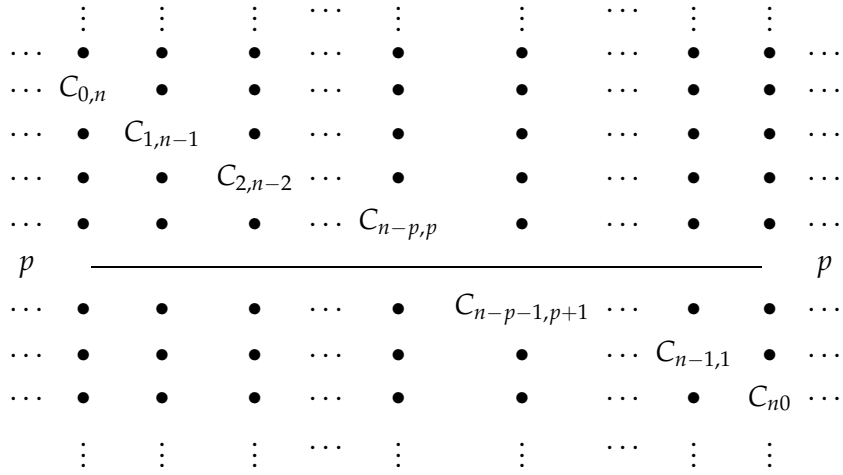 ⋮ ⋮ ⋮ ⋯ ⋮ ⋮ ⋯ ⋮ ⋮
⋯ • • • ⋯ • • ⋯ • • ⋯
⋯ C_{0,n} • • ⋯ • • ⋯ • • ⋯
⋯ • C_{1,n−1} • ⋯ • • ⋯ • • ⋯
⋯ • • C_{2,n−2} ⋯ • • ⋯ • • ⋯
⋯ • • • ⋯ C_{n−p,p} • ⋯ • • ⋯
p p
⋯ • • • ⋯ • C_{n−p−1,p+1} ⋯ • • ⋯
⋯ • • • ⋯ • • ⋯ C_{n−1,1} • ⋯
⋯ • • • ⋯ • • ⋯ • C_{n0} ⋯
⋮ ⋮ ⋮ ⋯ ⋮ ⋮ ⋯ ⋮ ⋮